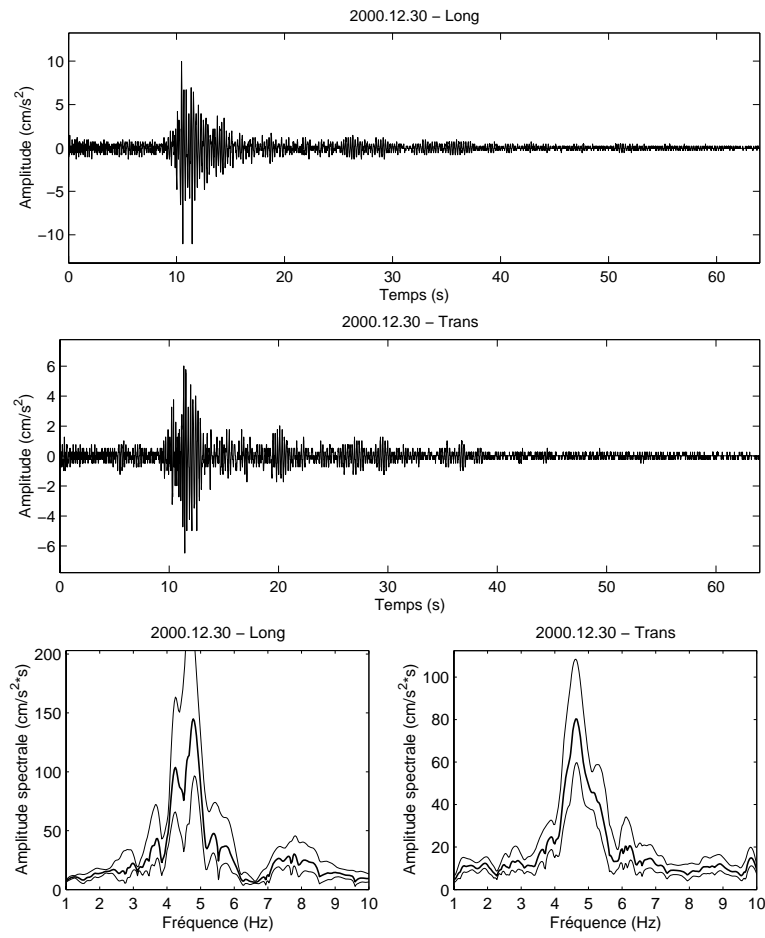 2000.12.30 − Long
10
5
0
−5
−10
Amplitude (cm/s²)
0 10 20 30 40 50 60
Temps (s)
2000.12.30 − Trans
6
4
2
0
−2
−4
−6
Amplitude (cm/s²)
0 10 20 30 40 50 60
Temps (s)
2000.12.30 − Long
200
150
100
50
0
Amplitude spectrale (cm/s²*s)
1 2 3 4 5 6 7 8 9 10
Fréquence (Hz)
2000.12.30 − Trans
100
80
60
40
20
0
Amplitude spectrale (cm/s²*s)
1 2 3 4 5 6 7 8 9 10
Fréquence (Hz)